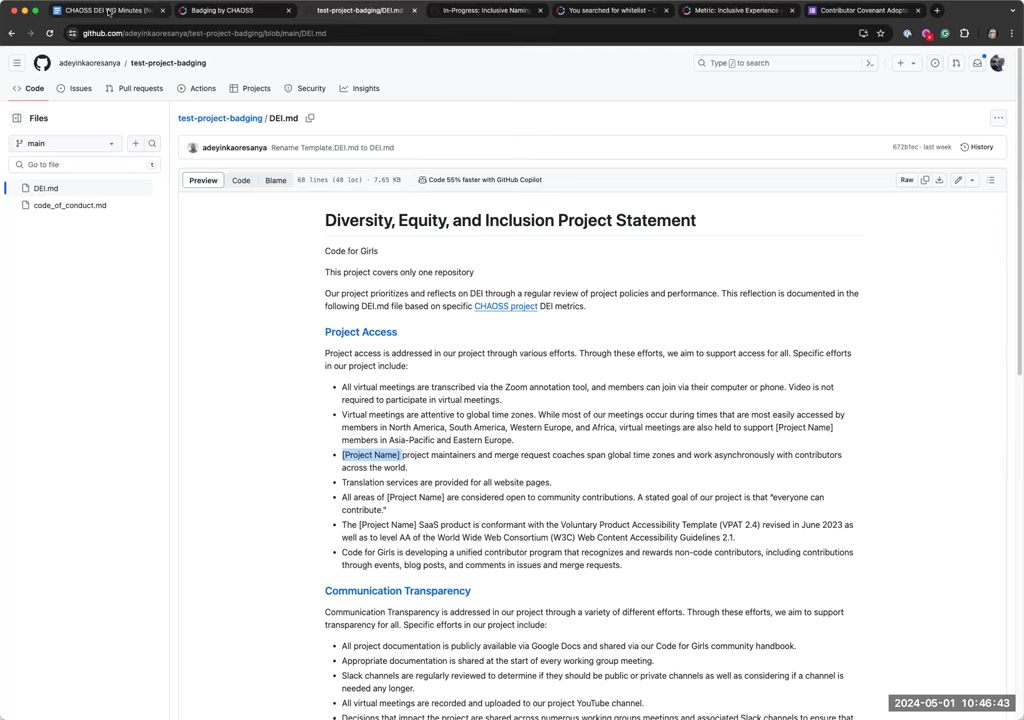 CHAOSS DEI WG Minutes (N
Badging by CHAOSS
test-project-badging/DEI.md
In-Progress: Inclusive Naming
You searched for whitelist - C
Metric: Inclusive Experience
Contributor Covenant Adopt
github.com/adeyinkaoresanya/test-project-badging/blob/main/DEI.md
adeyinkaoresanya / test-project-badging
Type / to search
Code
Issues
Pull requests
Actions
Projects
Security
Insights
Files
main
Go to file
t
DEI.md
code_of_conduct.md
test-project-badging / DEI.md
adeyinkaoresanya Rename Template.DEI.md to DEI.md
672b1ec · last week
History
Preview
Code
Blame
68 lines (48 loc) · 7.65 KB
Code 55% faster with GitHub Copilot
Raw
Diversity, Equity, and Inclusion Project Statement
Code for Girls
This project covers only one repository
Our project prioritizes and reflects on DEI through a regular review of project policies and performance. This reflection is documented in the
following DEI.md file based on specific CHAOSS project DEI metrics.
Project Access
Project access is addressed in our project through various efforts. Through these efforts, we aim to support access for all. Specific efforts
in our project include:
• All virtual meetings are transcribed via the Zoom annotation tool, and members can join via their computer or phone. Video is not
required to participate in virtual meetings.
• Virtual meetings are attentive to global time zones. While most of our meetings occur during times that are most easily accessed by
members in North America, South America, Western Europe, and Africa, virtual meetings are also held to support [Project Name]
members in Asia-Pacific and Eastern Europe.
• [Project Name] project maintainers and merge request coaches span global time zones and work asynchronously with contributors
across the world.
• Translation services are provided for all website pages.
• All areas of [Project Name] are considered open to community contributions. A stated goal of our project is that “everyone can
contribute.”
• The [Project Name] SaaS product is conformant with the Voluntary Product Accessibility Template (VPAT 2.4) revised in June 2023 as
well as to level AA of the World Wide Web Consortium (W3C) Web Content Accessibility Guidelines 2.1.
• Code for Girls is developing a unified contributor program that recognizes and rewards non-code contributors, including contributions
through events, blog posts, and comments in issues and merge requests.
Communication Transparency
Communication Transparency is addressed in our project through a variety of different efforts. Through these efforts, we aim to support
transparency for all. Specific efforts in our project include:
• All project documentation is publicly available via Google Docs and shared via our Code for Girls community handbook.
• Appropriate documentation is shared at the start of every working group meeting.
• Slack channels are regularly reviewed to determine if they should be public or private channels as well as considering if a channel is
needed any longer.
• All virtual meetings are recorded and uploaded to our project YouTube channel.
• Decisions that impact the project are shared across numerous working groups meetings and associated Slack channels to ensure that
2024-05-01 10:46:43